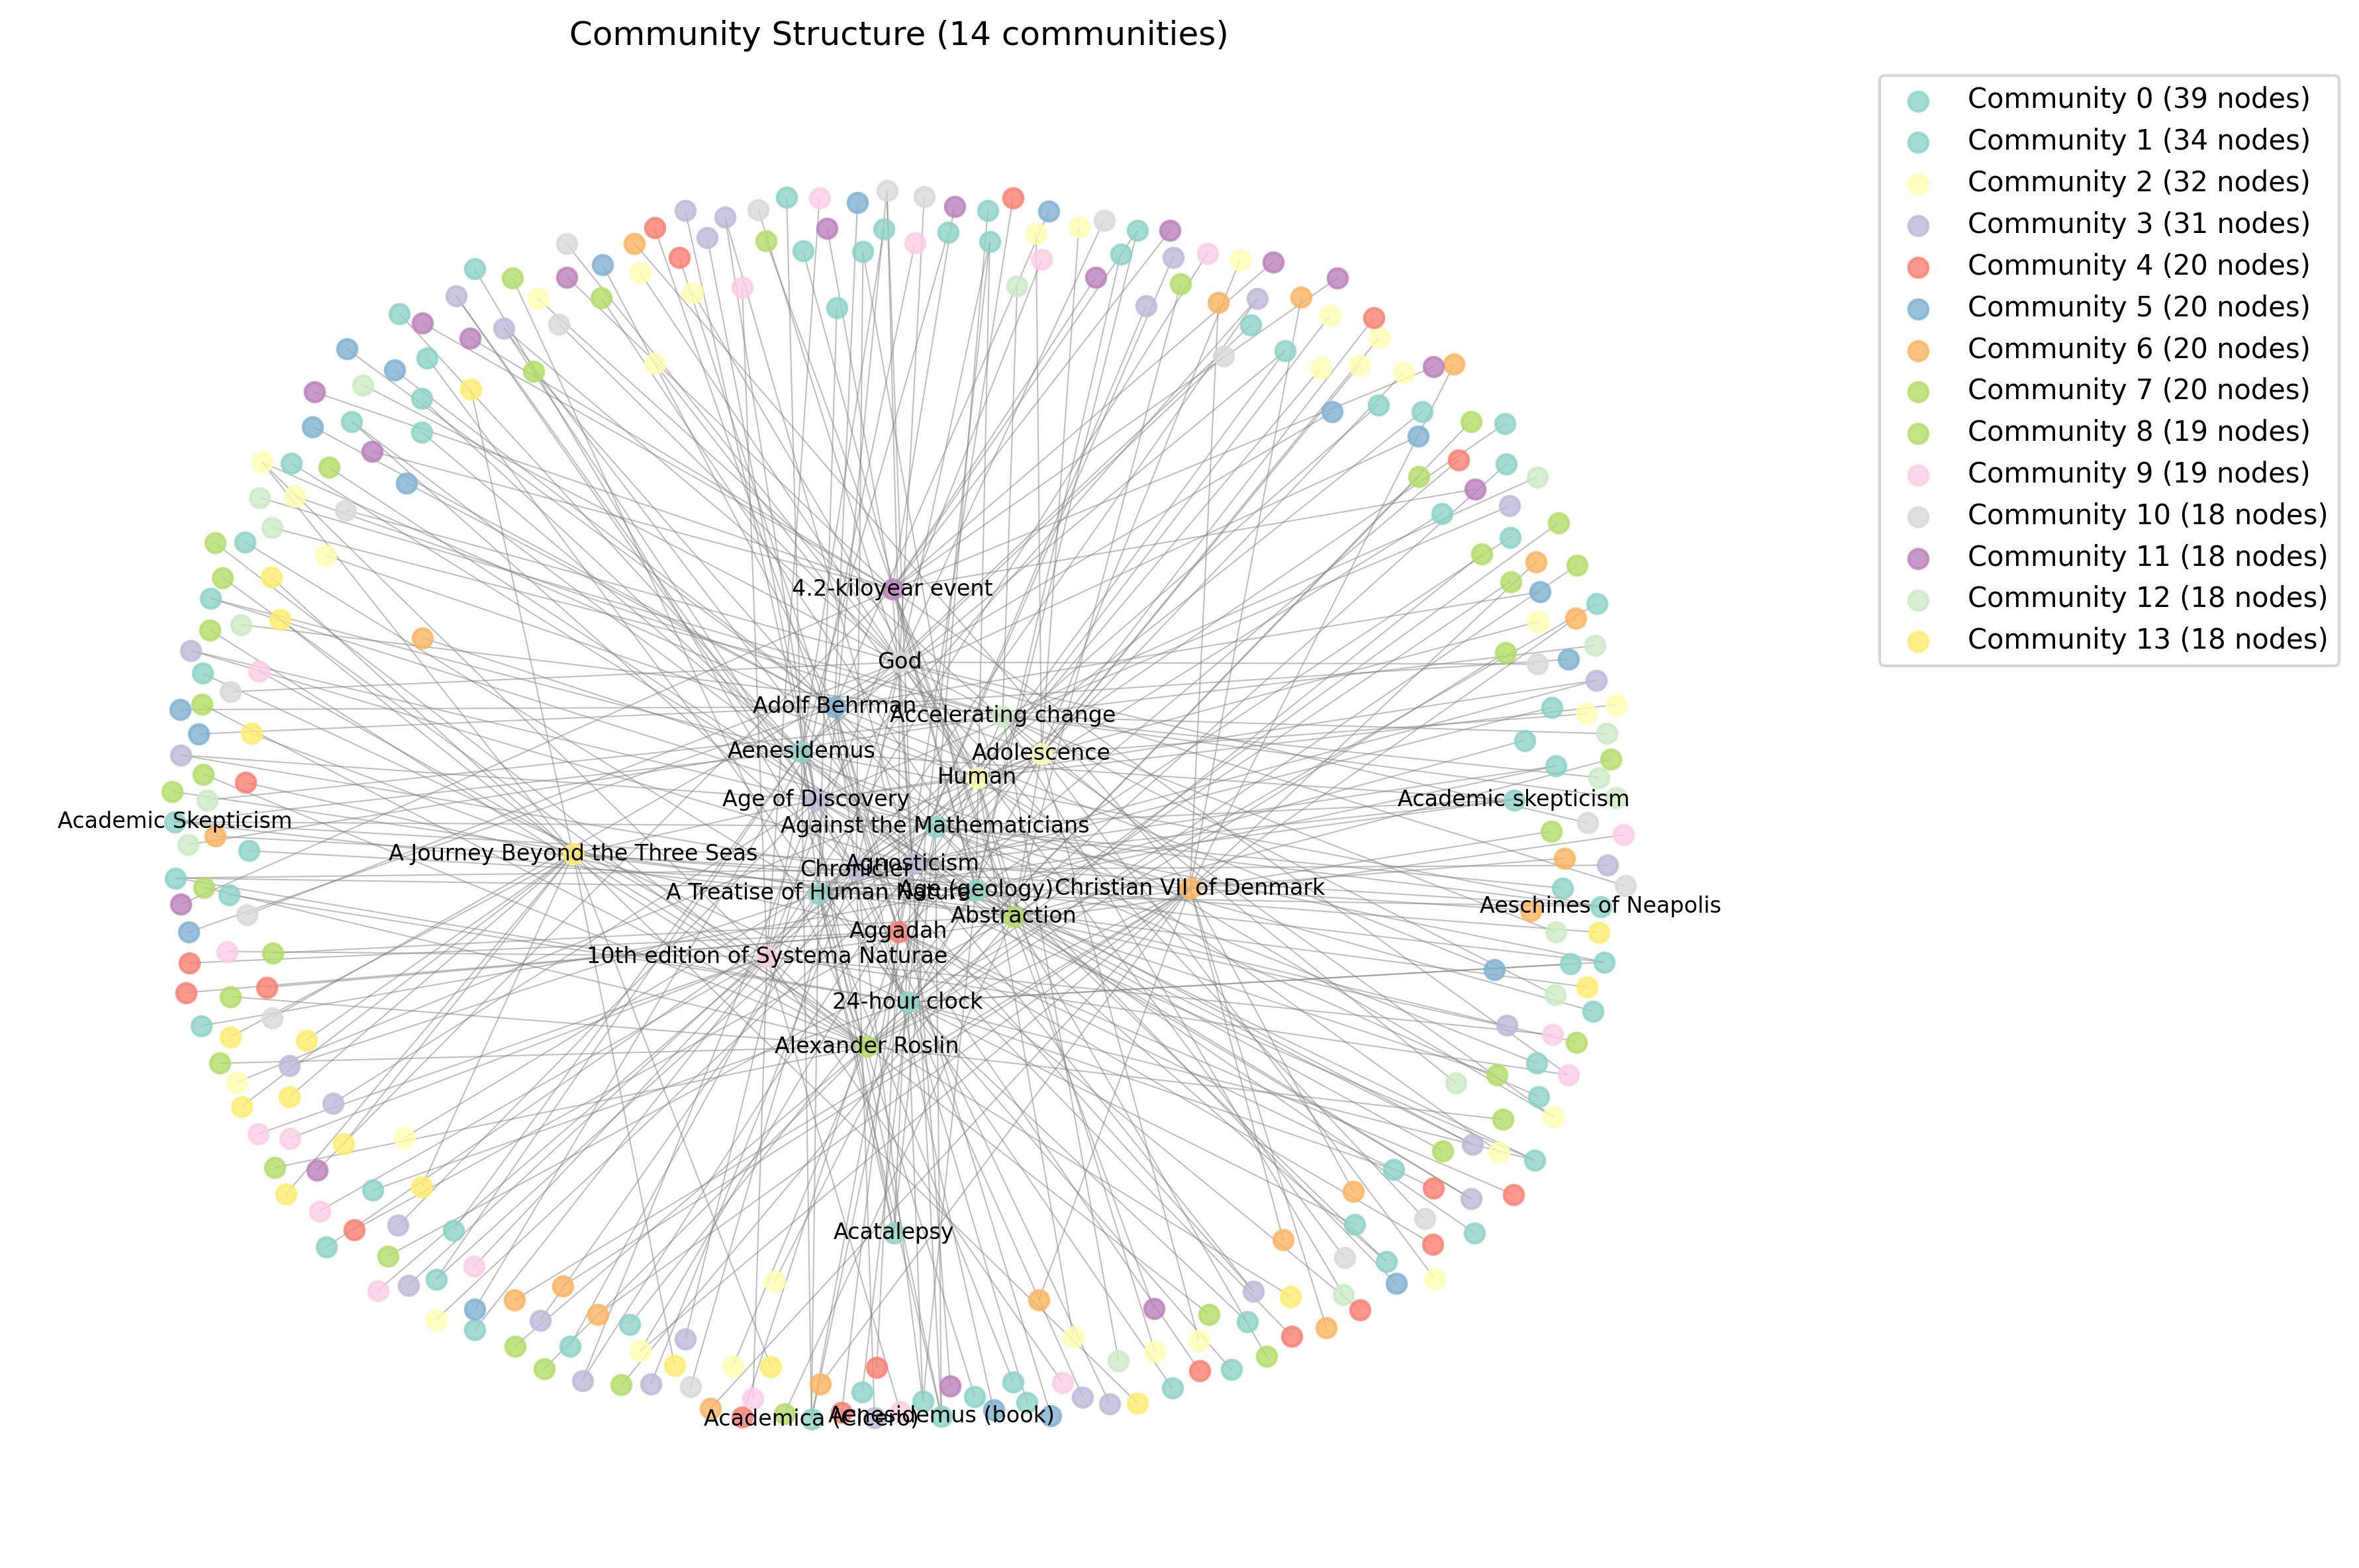 Community Structure (14 communities)
Community 0 (39 nodes)
Community 1 (34 nodes)
Community 2 (32 nodes)
Community 3 (31 nodes)
Community 4 (20 nodes)
Community 5 (20 nodes)
Community 6 (20 nodes)
Community 7 (20 nodes)
Community 8 (19 nodes)
Community 9 (19 nodes)
Community 10 (18 nodes)
Community 11 (18 nodes)
Community 12 (18 nodes)
Community 13 (18 nodes)
4.2-kiloyear event
God
Adolf Behrman
Accelerating change
Aenesidemus
Adolescence
Human
Age of Discovery
Academic skepticism
Academic Skepticism
Against the Mathematicians
A Journey Beyond the Three Seas
Agnosticism
Chronicler
A Treatise of Human Nature
Age (geology)
Christian VII of Denmark
Aeschines of Neapolis
Abstraction
Aggadah
10th edition of Systema Naturae
24-hour clock
Alexander Roslin
Acatalepsy
Academica (Cicero)
Aenesidemus (book)